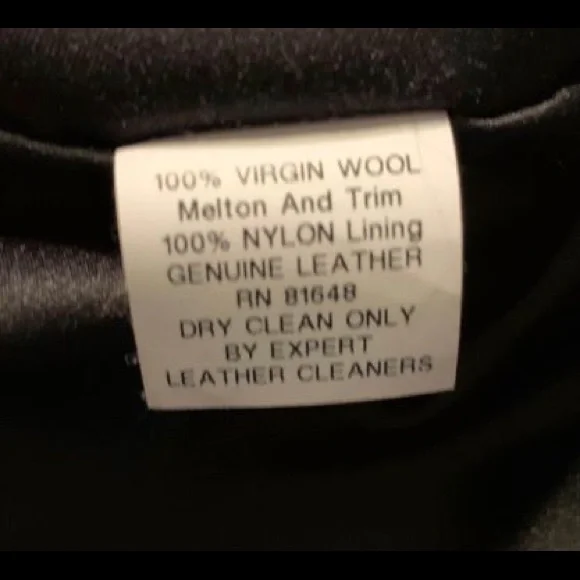 100% VIRGIN WOOL
Melton And Trim
100% NYLON Lining
GENUINE LEATHER
RN 81648
DRY CLEAN ONLY
BY EXPERT
LEATHER CLEANERS